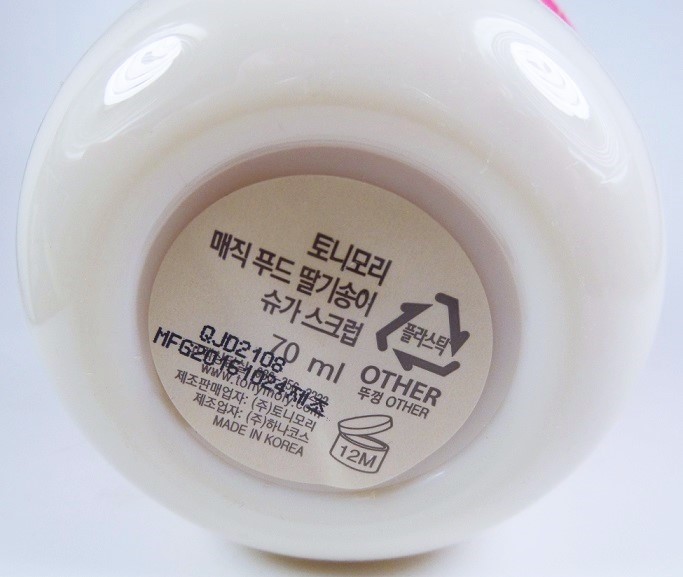 토니모리
매직 푸드 딸기송이
슈가 스크럽
70 ml
플라스틱
OTHER
뚜껑 OTHER
QJD2108
MFG20161024제조
www.tonymory.com
제조판매업자: (주)토니모리
제조업자: (주)하나코스
MADE IN KOREA
12M